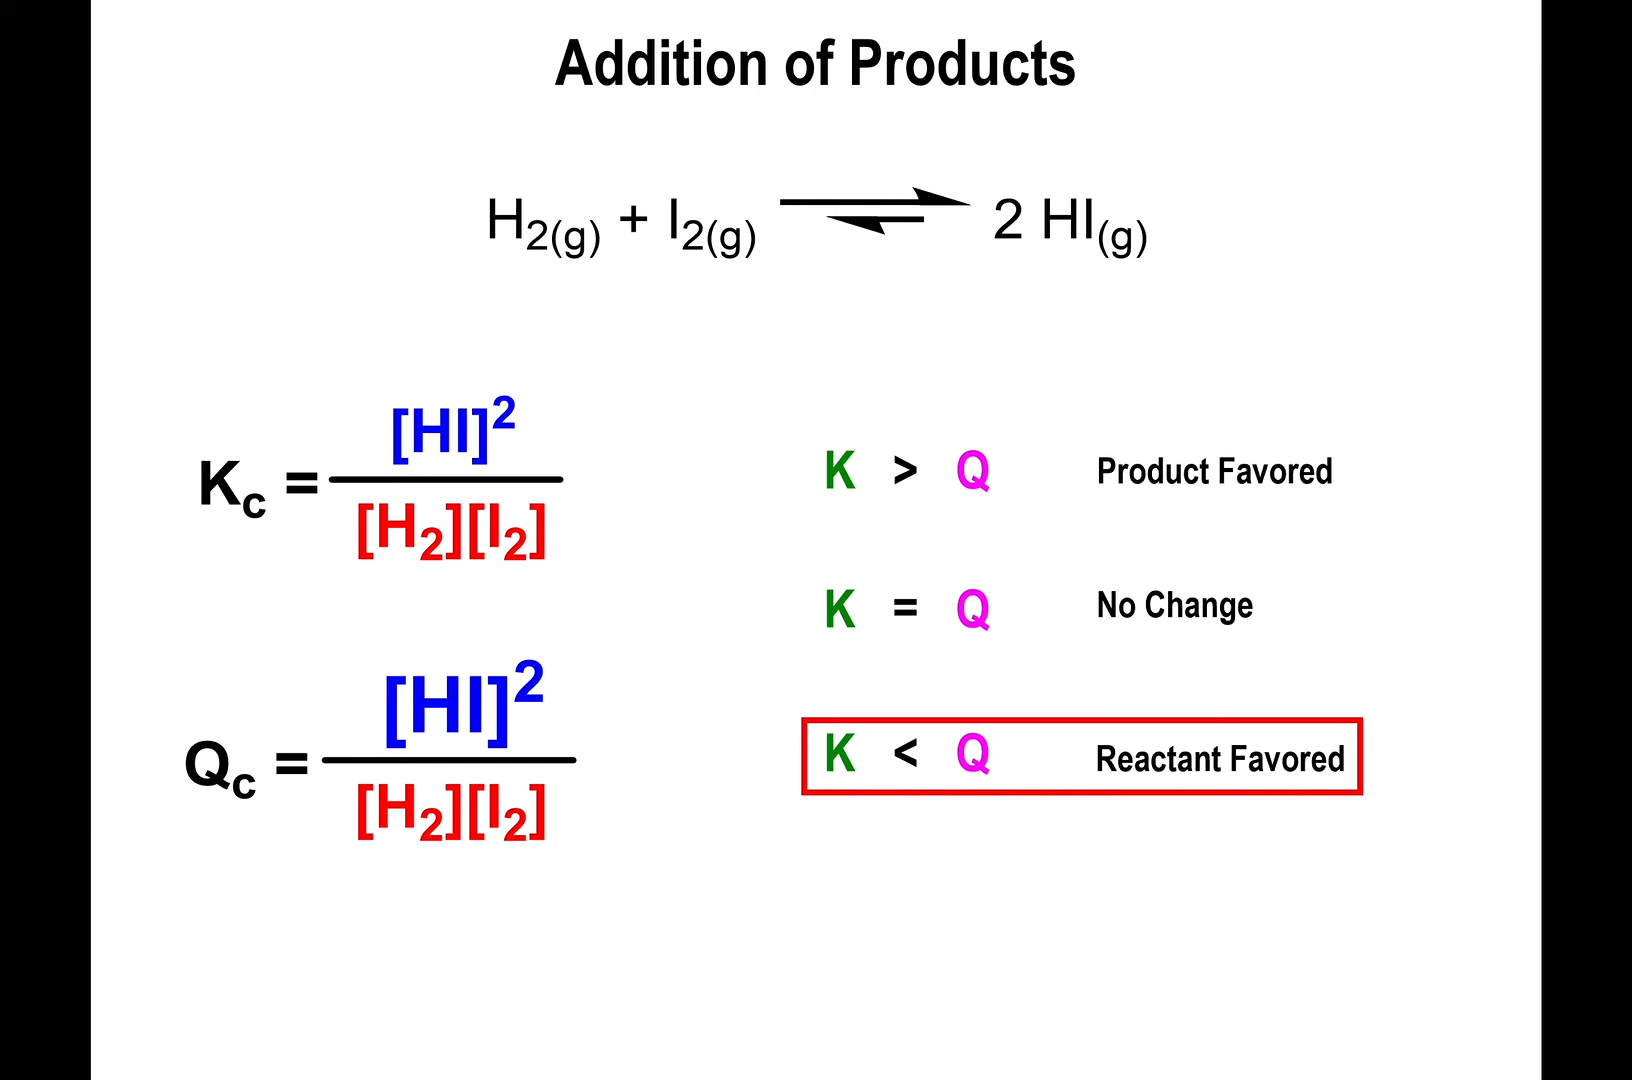 Addition of Products
H2(g) + I2(g) ⇌ 2 HI(g)
Kc = [HI]² / [H2][I2]
K > Q Product Favored
K = Q No Change
Qc = [HI]² / [H2][I2]
K < Q Reactant Favored